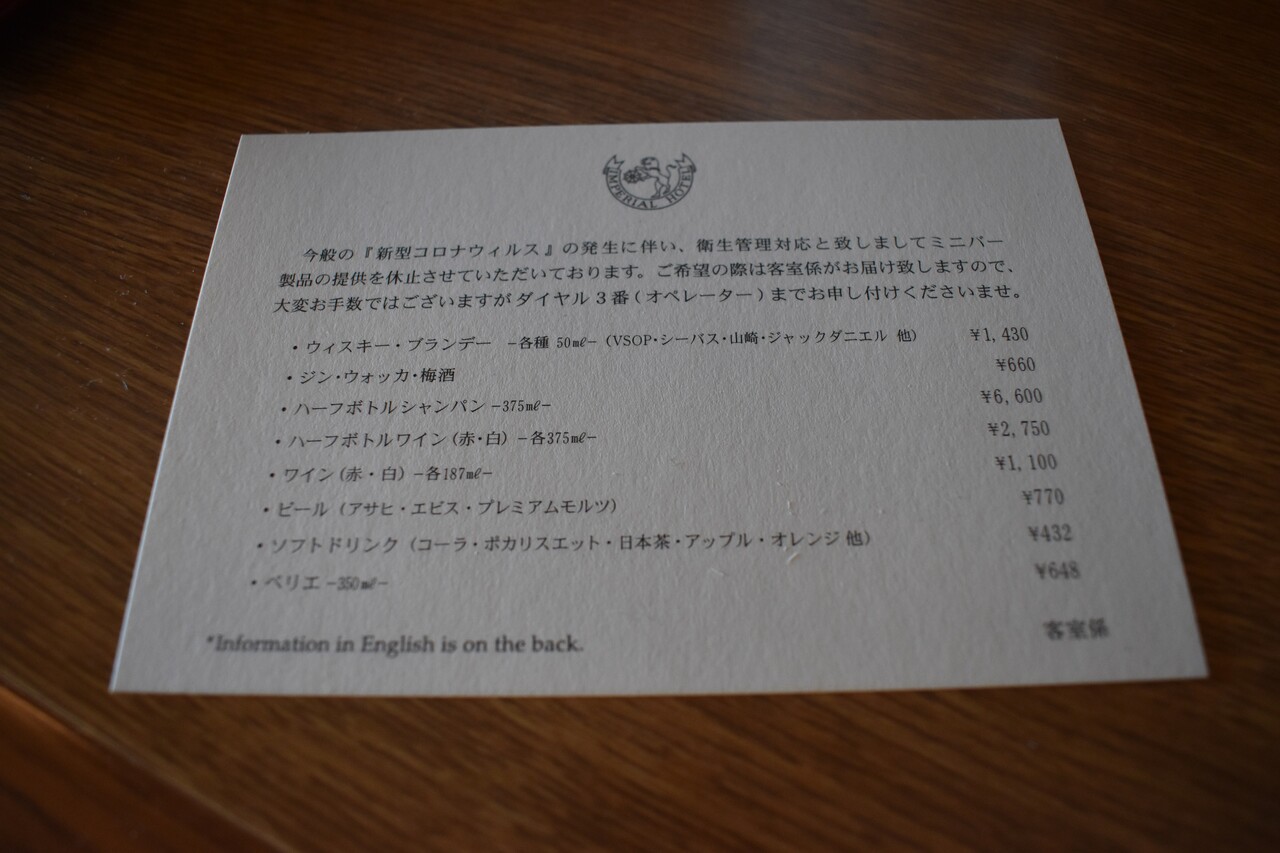 IMPERIAL HOTEL
今般の『新型コロナウィルス』の発生に伴い、衛生管理対応と致しましてミニバー
製品の提供を休止させていただいております。ご希望の際は客室係がお届け致しますので、
大変お手数ではございますがダイヤル3番(オペレーター)までお申し付けくださいませ。
・ウィスキー・ブランデー −各種 50㎖−（VSOP・シーバス・山崎・ジャックダニエル 他） ¥1,430
・ジン・ウォッカ・梅酒 ¥660
・ハーフボトルシャンパン −375㎖− ¥6,600
・ハーフボトルワイン(赤・白) −各375㎖− ¥2,750
・ワイン(赤・白) −各187㎖− ¥1,100
・ビール（アサヒ・エビス・プレミアムモルツ） ¥770
・ソフトドリンク（コーラ・ポカリスエット・日本茶・アップル・オレンジ 他） ¥432
・ペリエ −350㎖− ¥648
*Information in English is on the back.
客室係